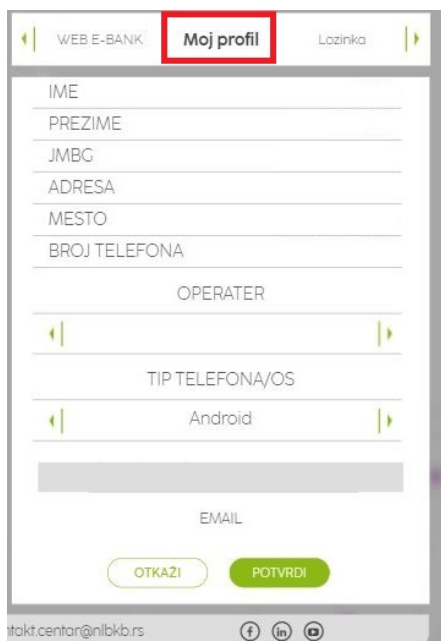 WEB E-BANK Moj profil Lozinka
IME
PREZIME
JMBG
ADRESA
MESTO
BROJ TELEFONA
OPERATER
TIP TELEFONA/OS
Android
EMAIL
OTKAŽI POTVRDI
ntakt.centar@nlbkb.rs